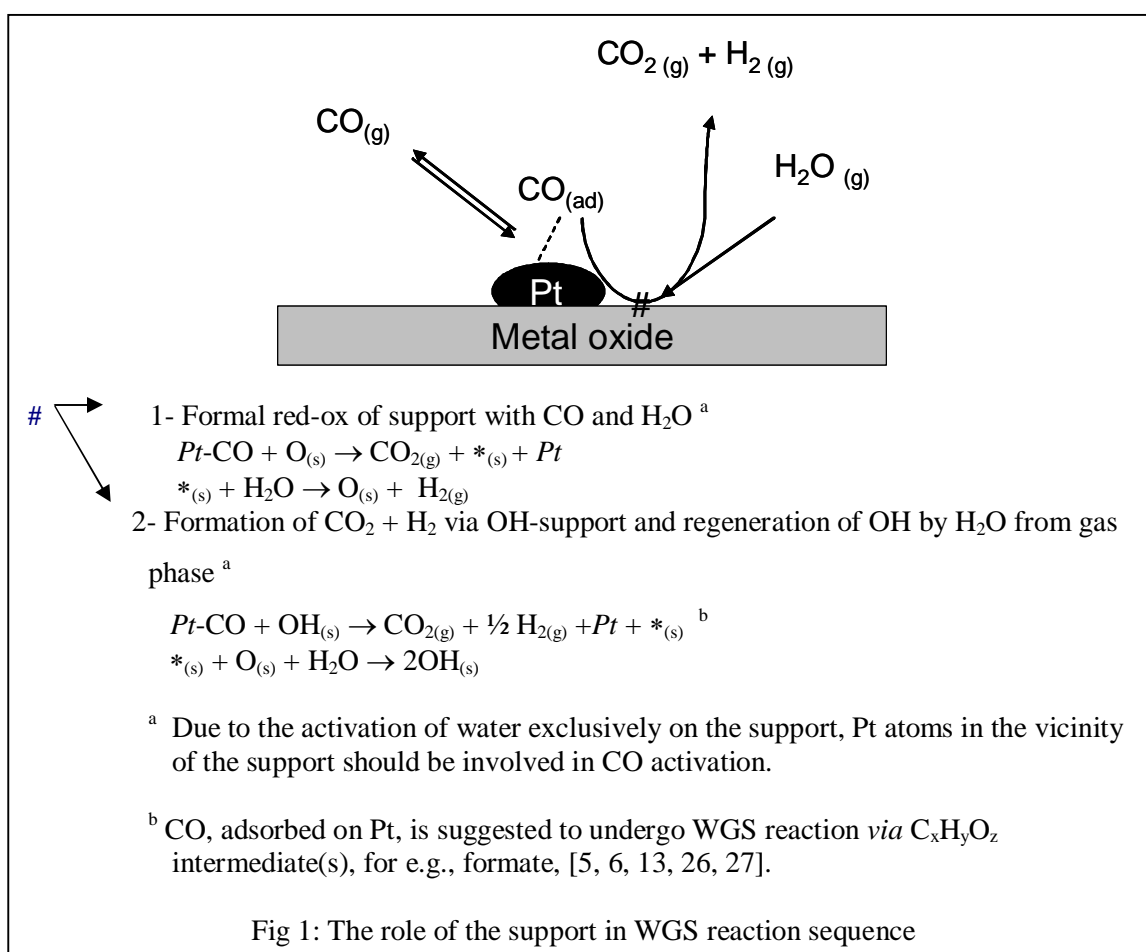 CO₂ (g) + H₂ (g)
CO(g)
H₂O (g)
CO(ad)
Pt
#
Metal oxide
# 1- Formal red-ox of support with CO and H₂O ᵃ
Pt-CO + O(s) → CO₂(g) + *(s) + Pt
*(s) + H₂O → O(s) + H₂(g)
2- Formation of CO₂ + H₂ via OH-support and regeneration of OH by H₂O from gas
phase ᵃ
Pt-CO + OH(s) → CO₂(g) + ½ H₂(g) +Pt + *(s) ᵇ
*(s) + O(s) + H₂O → 2OH(s)
ᵃ Due to the activation of water exclusively on the support, Pt atoms in the vicinity
of the support should be involved in CO activation.
ᵇ CO, adsorbed on Pt, is suggested to undergo WGS reaction via CxHyOz
intermediate(s), for e.g., formate, [5, 6, 13, 26, 27].
Fig 1: The role of the support in WGS reaction sequence